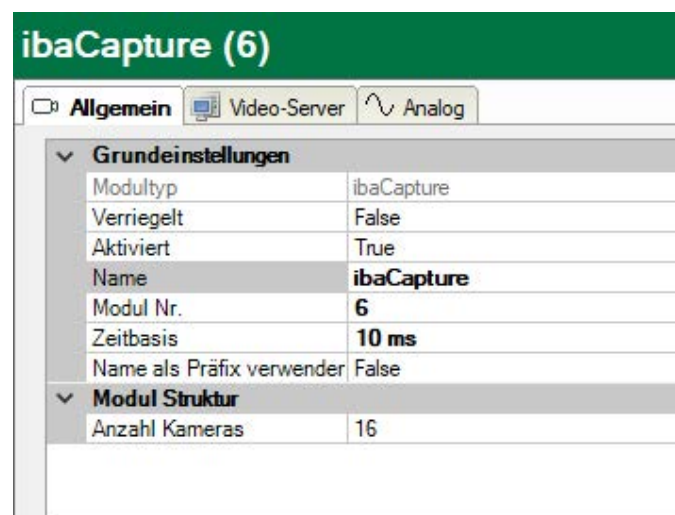 ibaCapture (6)
Allgemein Video-Server Analog
Grundeinstellungen
Modultyp ibaCapture
Verriegelt False
Aktiviert True
Name ibaCapture
Modul Nr. 6
Zeitbasis 10 ms
Name als Präfix verwender False
Modul Struktur
Anzahl Kameras 16